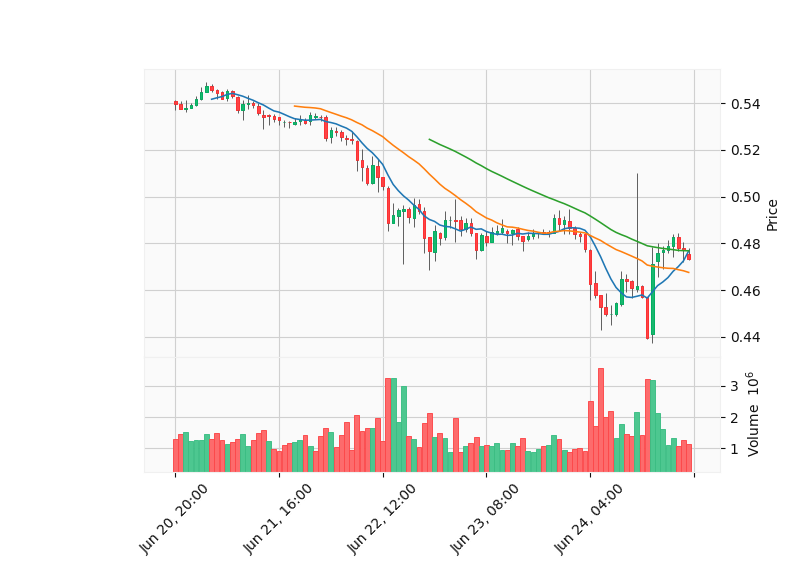 0.54
0.52
0.50
0.48
0.46
0.44
Price
3
2
1
Volume 10^6
Jun 20, 20:00
Jun 21, 16:00
Jun 22, 12:00
Jun 23, 08:00
Jun 24, 04:00